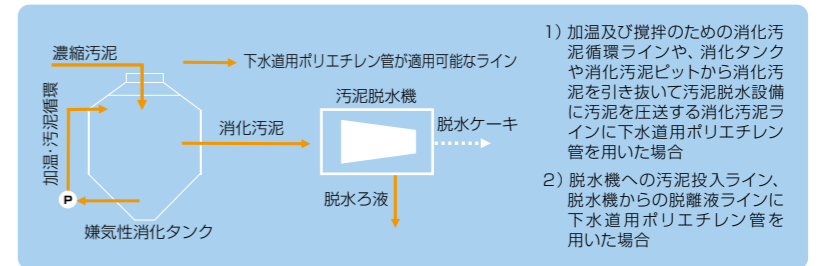 濃縮汚泥
下水道用ポリエチレン管が適用可能なライン
加温・汚泥循環
消化汚泥
汚泥脱水機
脱水ケーキ
P
脱水ろ液
嫌気性消化タンク
1）加温及び撹拌のための消化汚
泥循環ラインや、消化タンク
や消化汚泥ピットから消化汚
泥を引き抜いて汚泥脱水設備
に汚泥を圧送する消化汚泥ラ
インに下水道用ポリエチレン
管を用いた場合
2）脱水機への汚泥投入ライン、
脱水機からの脱離液ラインに
下水道用ポリエチレン管を
用いた場合